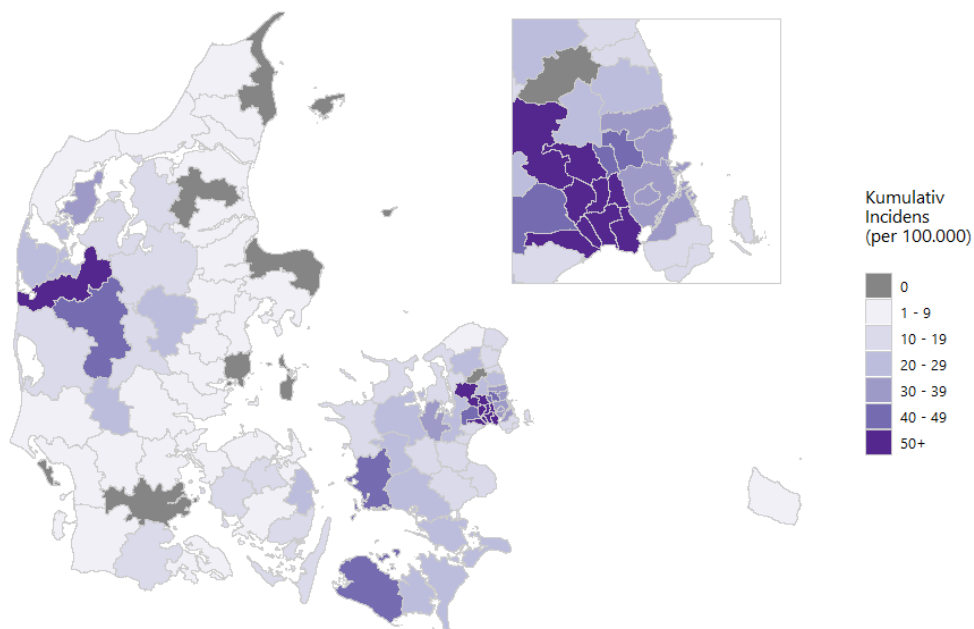 Kumulativ
Incidens
(per 100.000)
0
1 - 9
10 - 19
20 - 29
30 - 39
40 - 49
50+